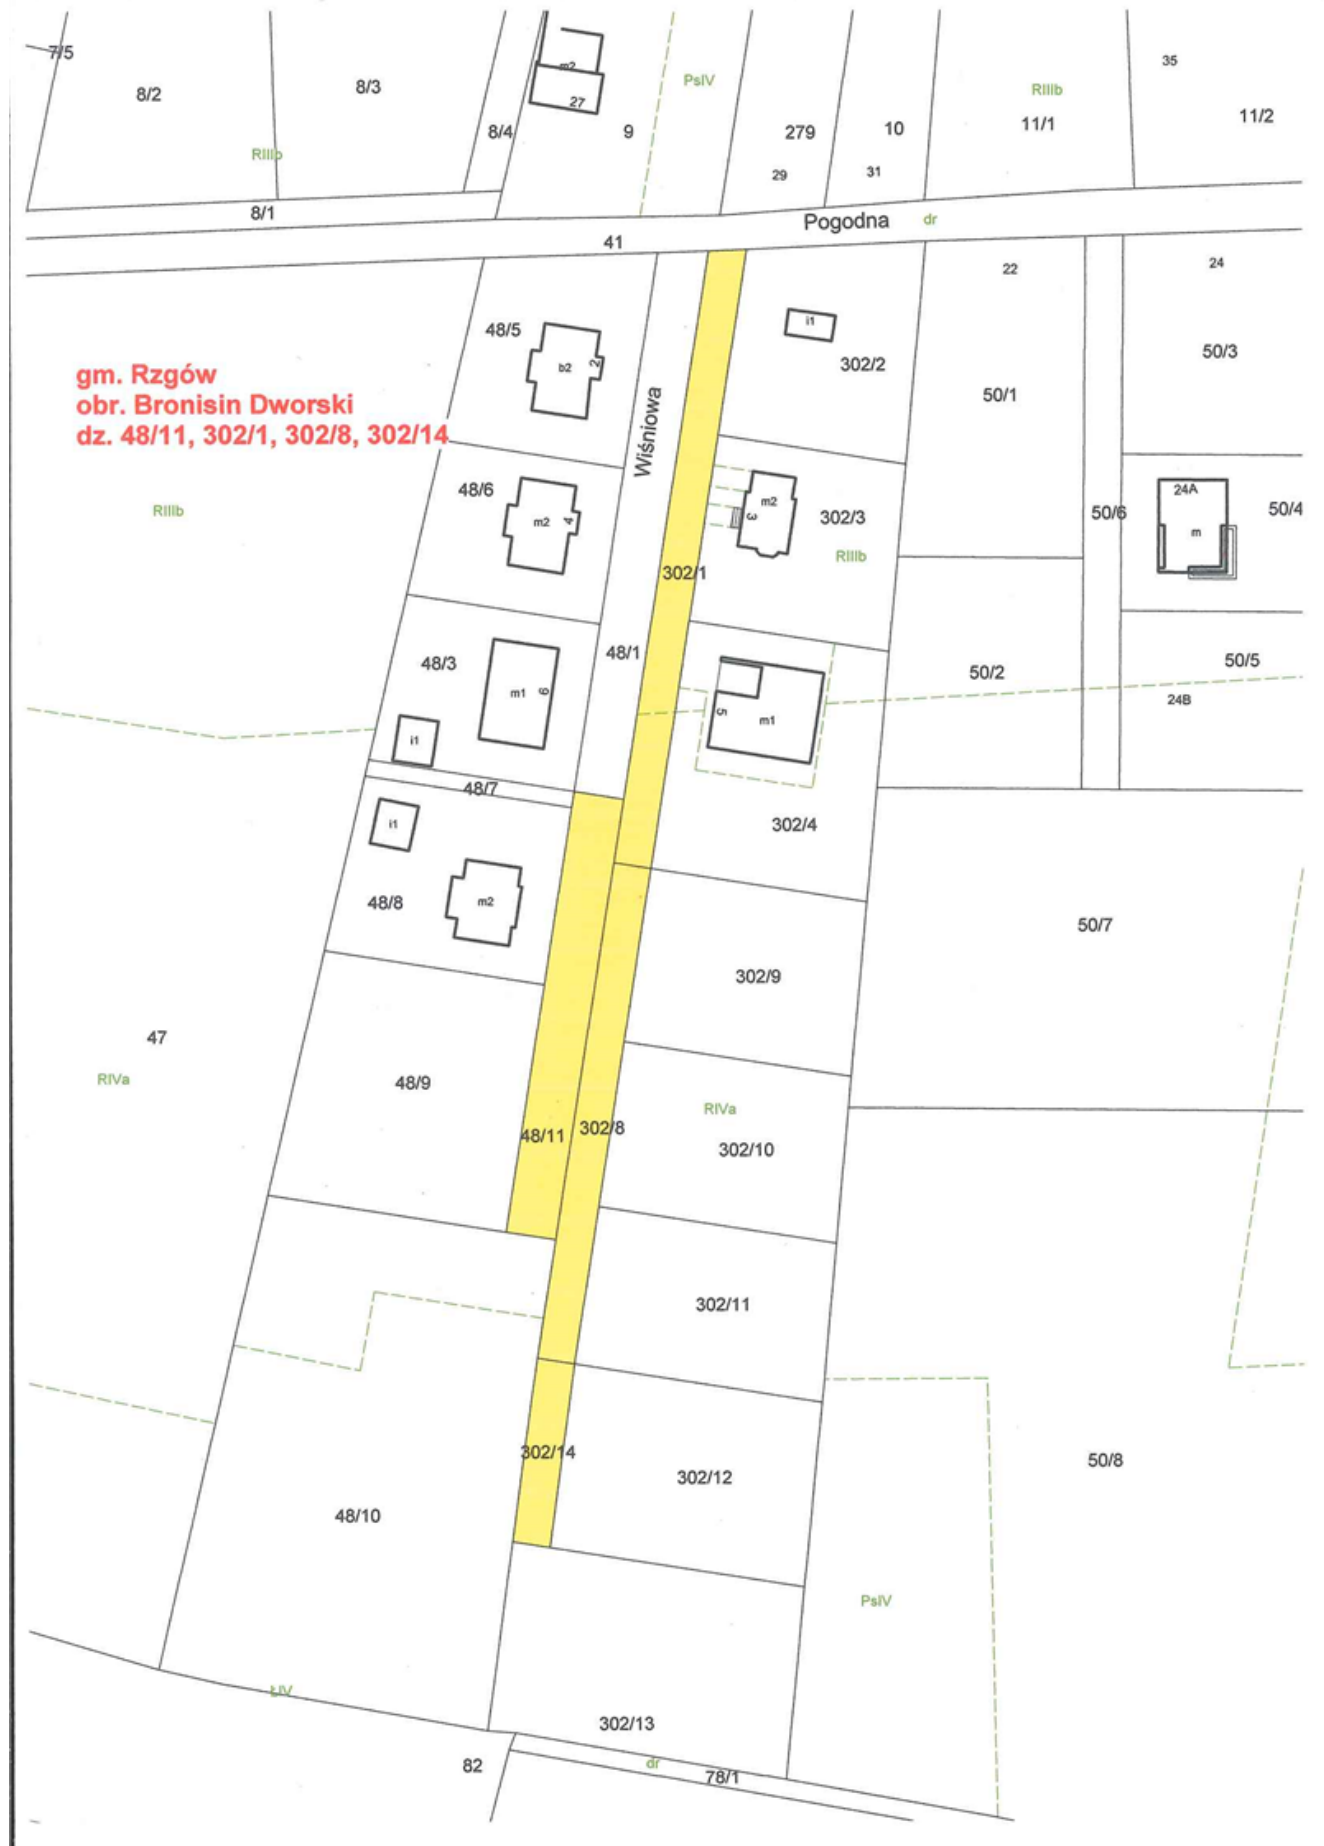 7/5
8/2
8/3
8/4
m2
27
9
PsIV
279
10
RIIIb
11/1
35
11/2
29
31
RIIIb
8/1
41
Pogodna
dr
22
24
48/5
b2
2
i1
302/2
50/3
50/1
gm. Rzgów
obr. Bronisin Dworski
dz. 48/11, 302/1, 302/8, 302/14
Wiśniowa
48/6
m2
4
m2
3
302/3
RIIIb
RIIIb
50/6
24A
m
50/4
302/1
48/3
m1
6
48/1
50/2
50/5
24B
5
m1
i1
48/7
i1
302/4
48/8
m2
50/7
302/9
47
RIVa
48/9
48/11
302/8
RIVa
302/10
302/11
302/14
302/12
50/8
48/10
PsIV
ŁIV
302/13
82
dr
78/1